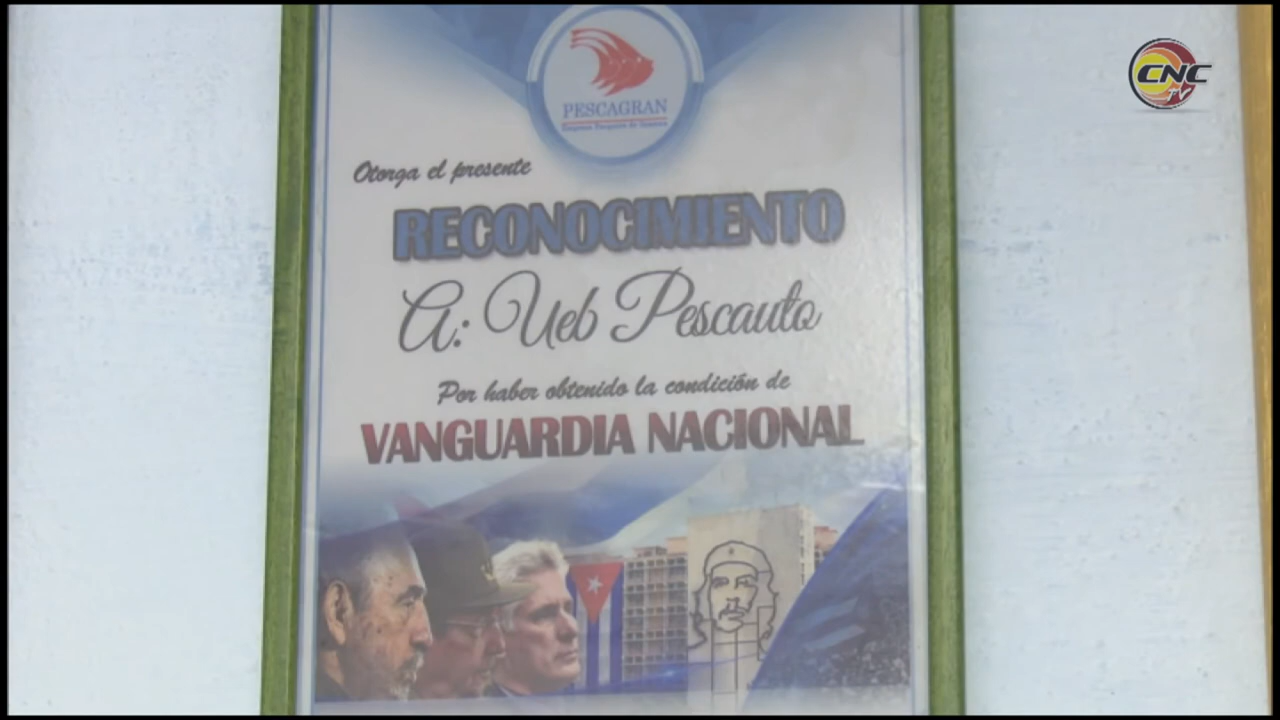 CNC
TV
PESCAGRAN
Empresa Pesquera de Granma
Otorga el presente
RECONOCIMIENTO
A: Ueb Pescauto
Por haber obtenido la condición de
VANGUARDIA NACIONAL